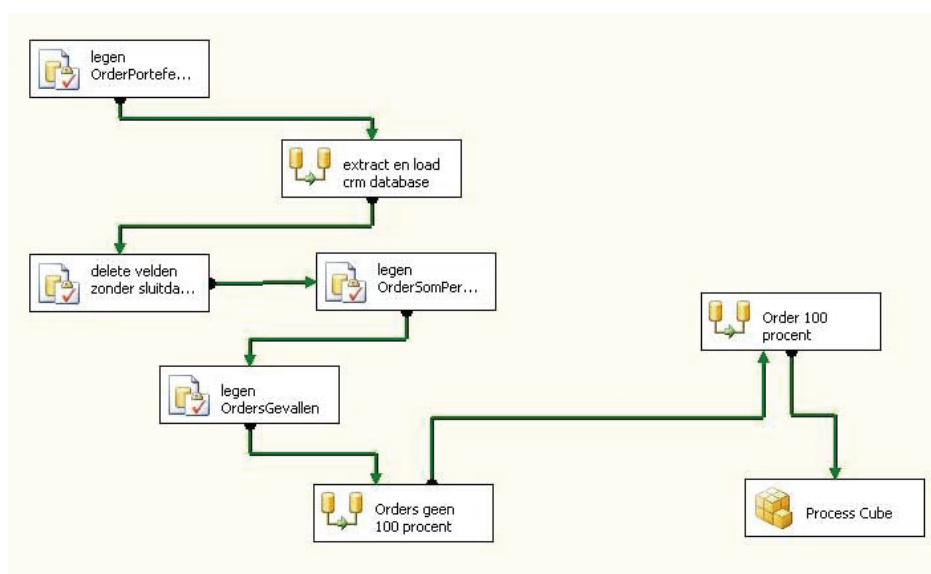 legen
OrderPortefe...
extract en load
crm database
delete velden
zonder sluitda...
legen
OrderSomPer...
legen
OrdersGevallen
Orders geen
100 procent
Order 100
procent
Process Cube